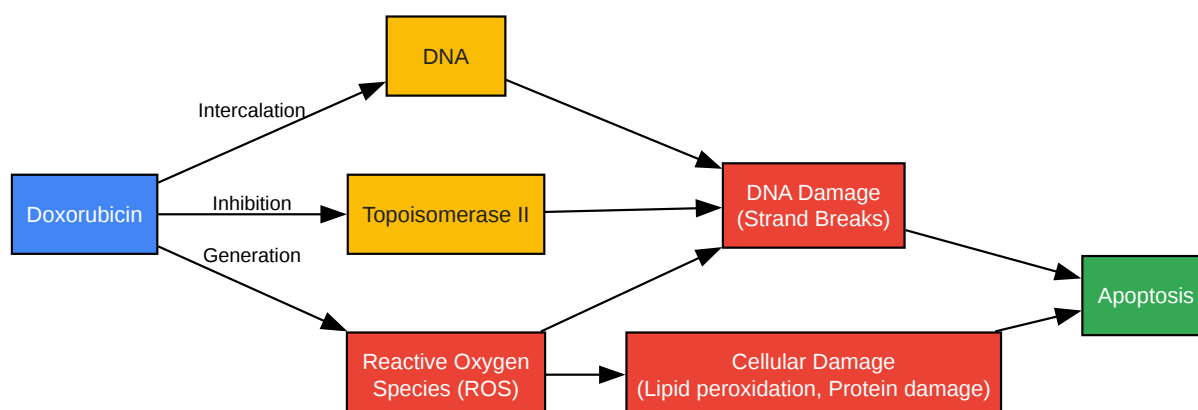 DNA
Intercalation
Doxorubicin
Inhibition
Topoisomerase II
DNA Damage
(Strand Breaks)
Generation
Apoptosis
Reactive Oxygen
Species (ROS)
Cellular Damage
(Lipid peroxidation, Protein damage)